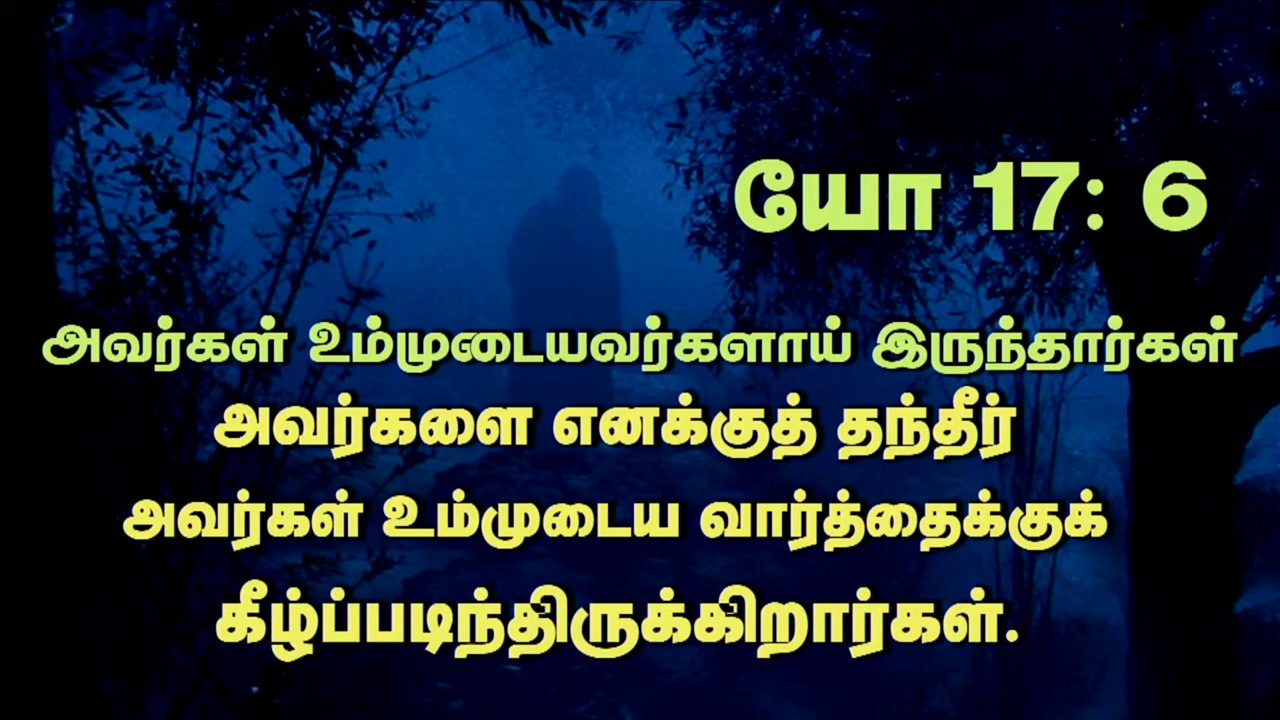 யோ 17: 6
அவர்கள் உம்முடையவர்களாய் இருந்தார்கள்
அவர்களை எனக்குத் தந்தீர்
அவர்கள் உம்முடைய வார்த்தைக்குக்
கீழ்ப்படிந்திருக்கிறார்கள்.